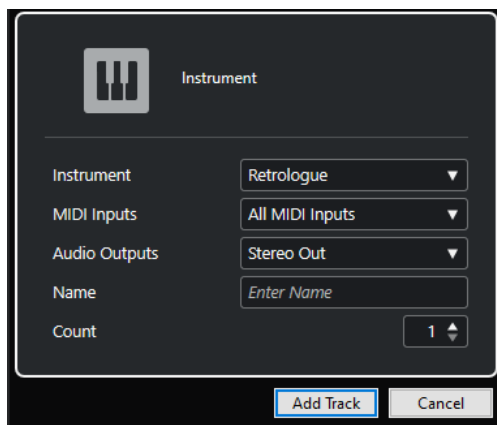 Instrument
Instrument Retrologue
MIDI Inputs All MIDI Inputs
Audio Outputs Stereo Out
Name Enter Name
Count 1
Add Track Cancel